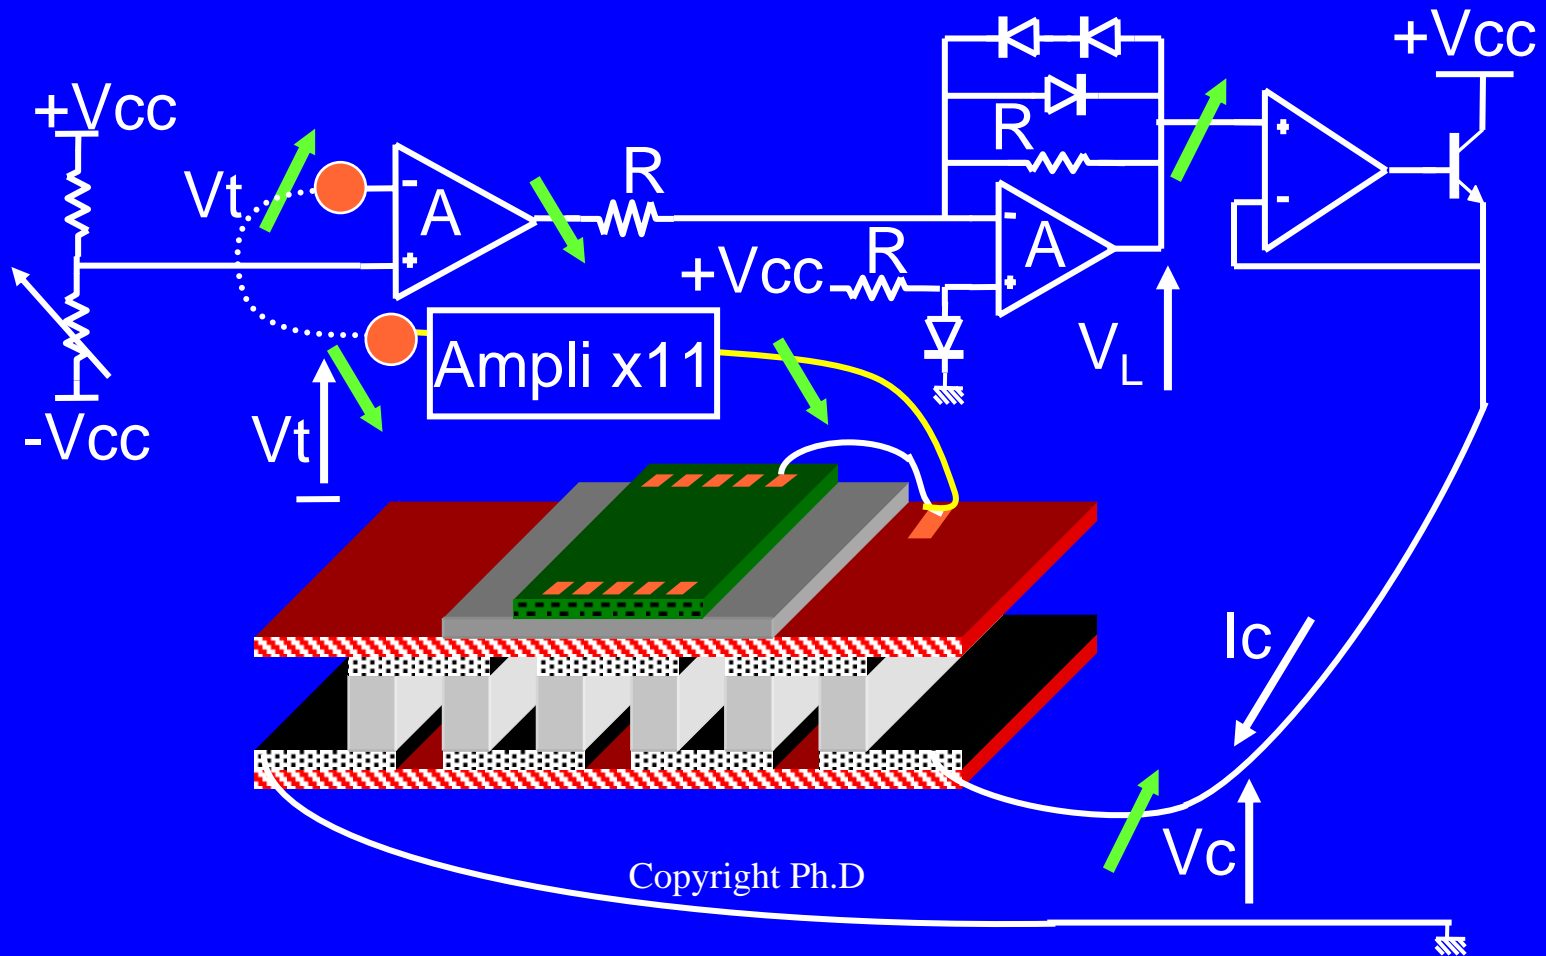 +Vcc
+Vcc
R
Vt
-
A
+
R
-
A
+
+
-
+Vcc
R
VL
Ampli x11
-Vcc
Vt
Ic
Vc
Copyright Ph.D